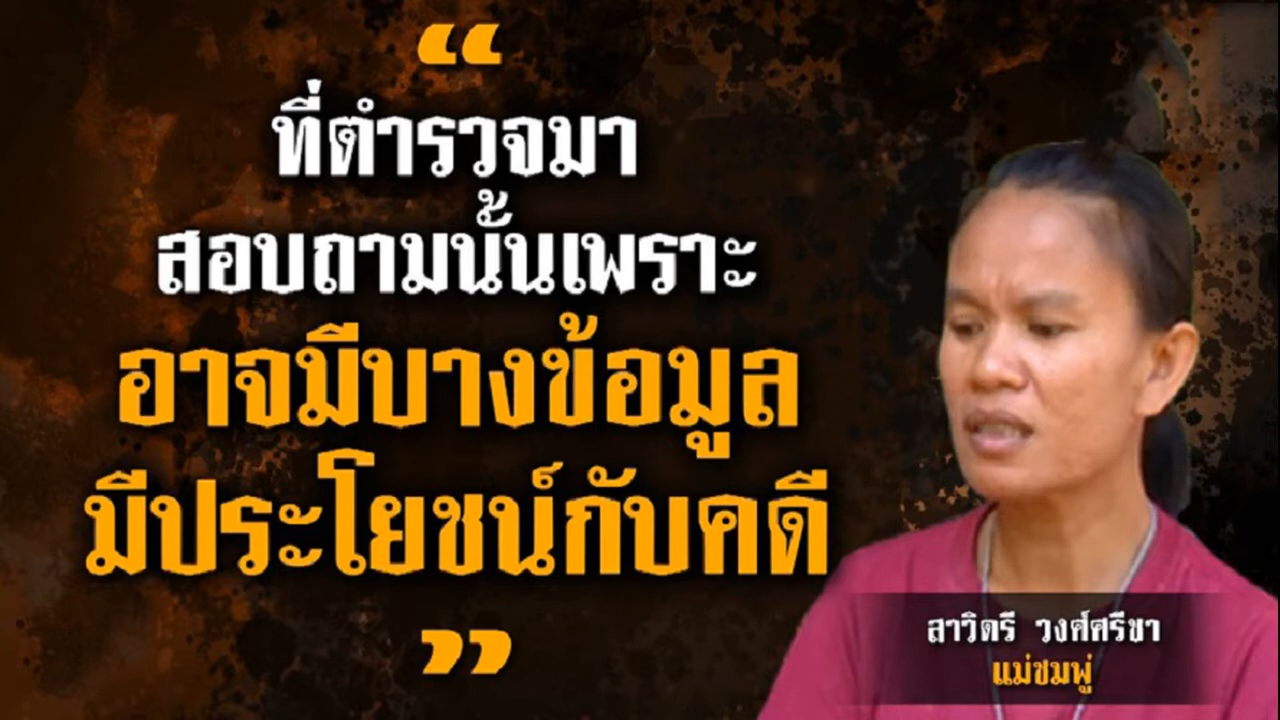 “
ที่ตำรวจมา
สอบถามนั้นเพราะ
อาจมีบางข้อมูล
มีประโยชน์กับคดี
”
สาวิตรี วงศ์ศรีชา
แม่ชมพู่